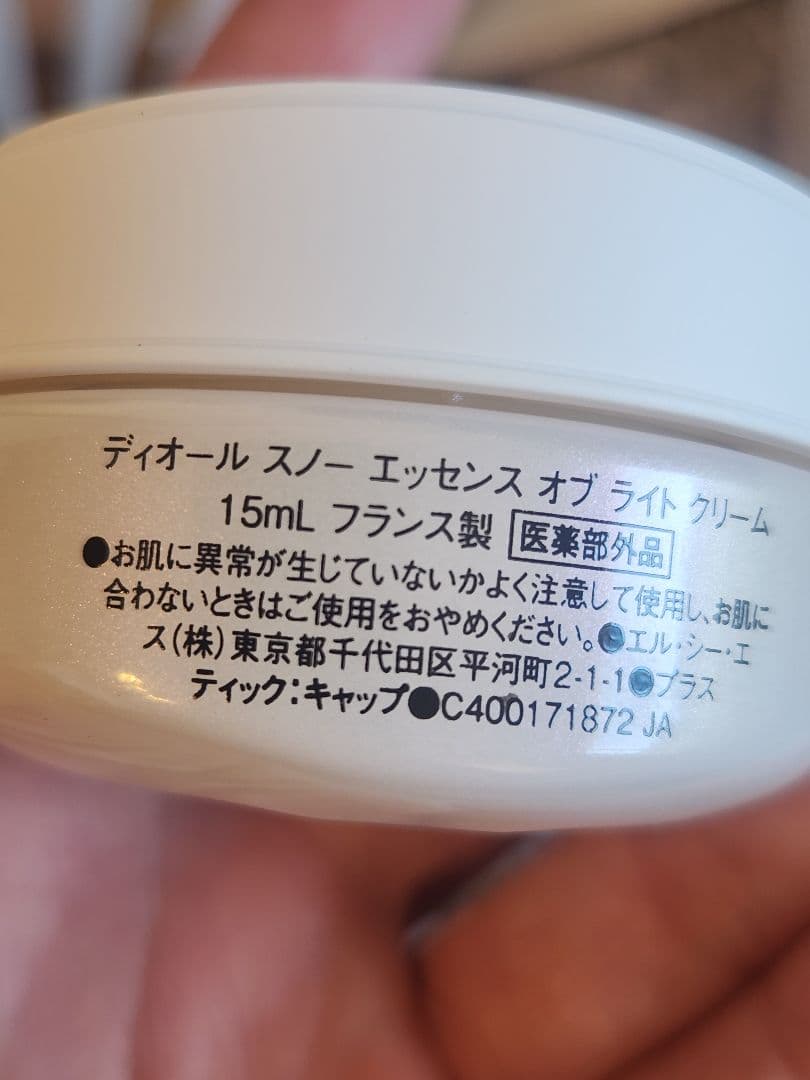 ディオール スノー エッセンス オブ ライト クリーム
15mL フランス製 医薬部外品
●お肌に異常が生じていないかよく注意して使用し、お肌に
合わないときはご使用をおやめください。●エル・シー・エ
ス(株)東京都千代田区平河町2-1-1●プラス
ティック:キャップ●C400171872 JA